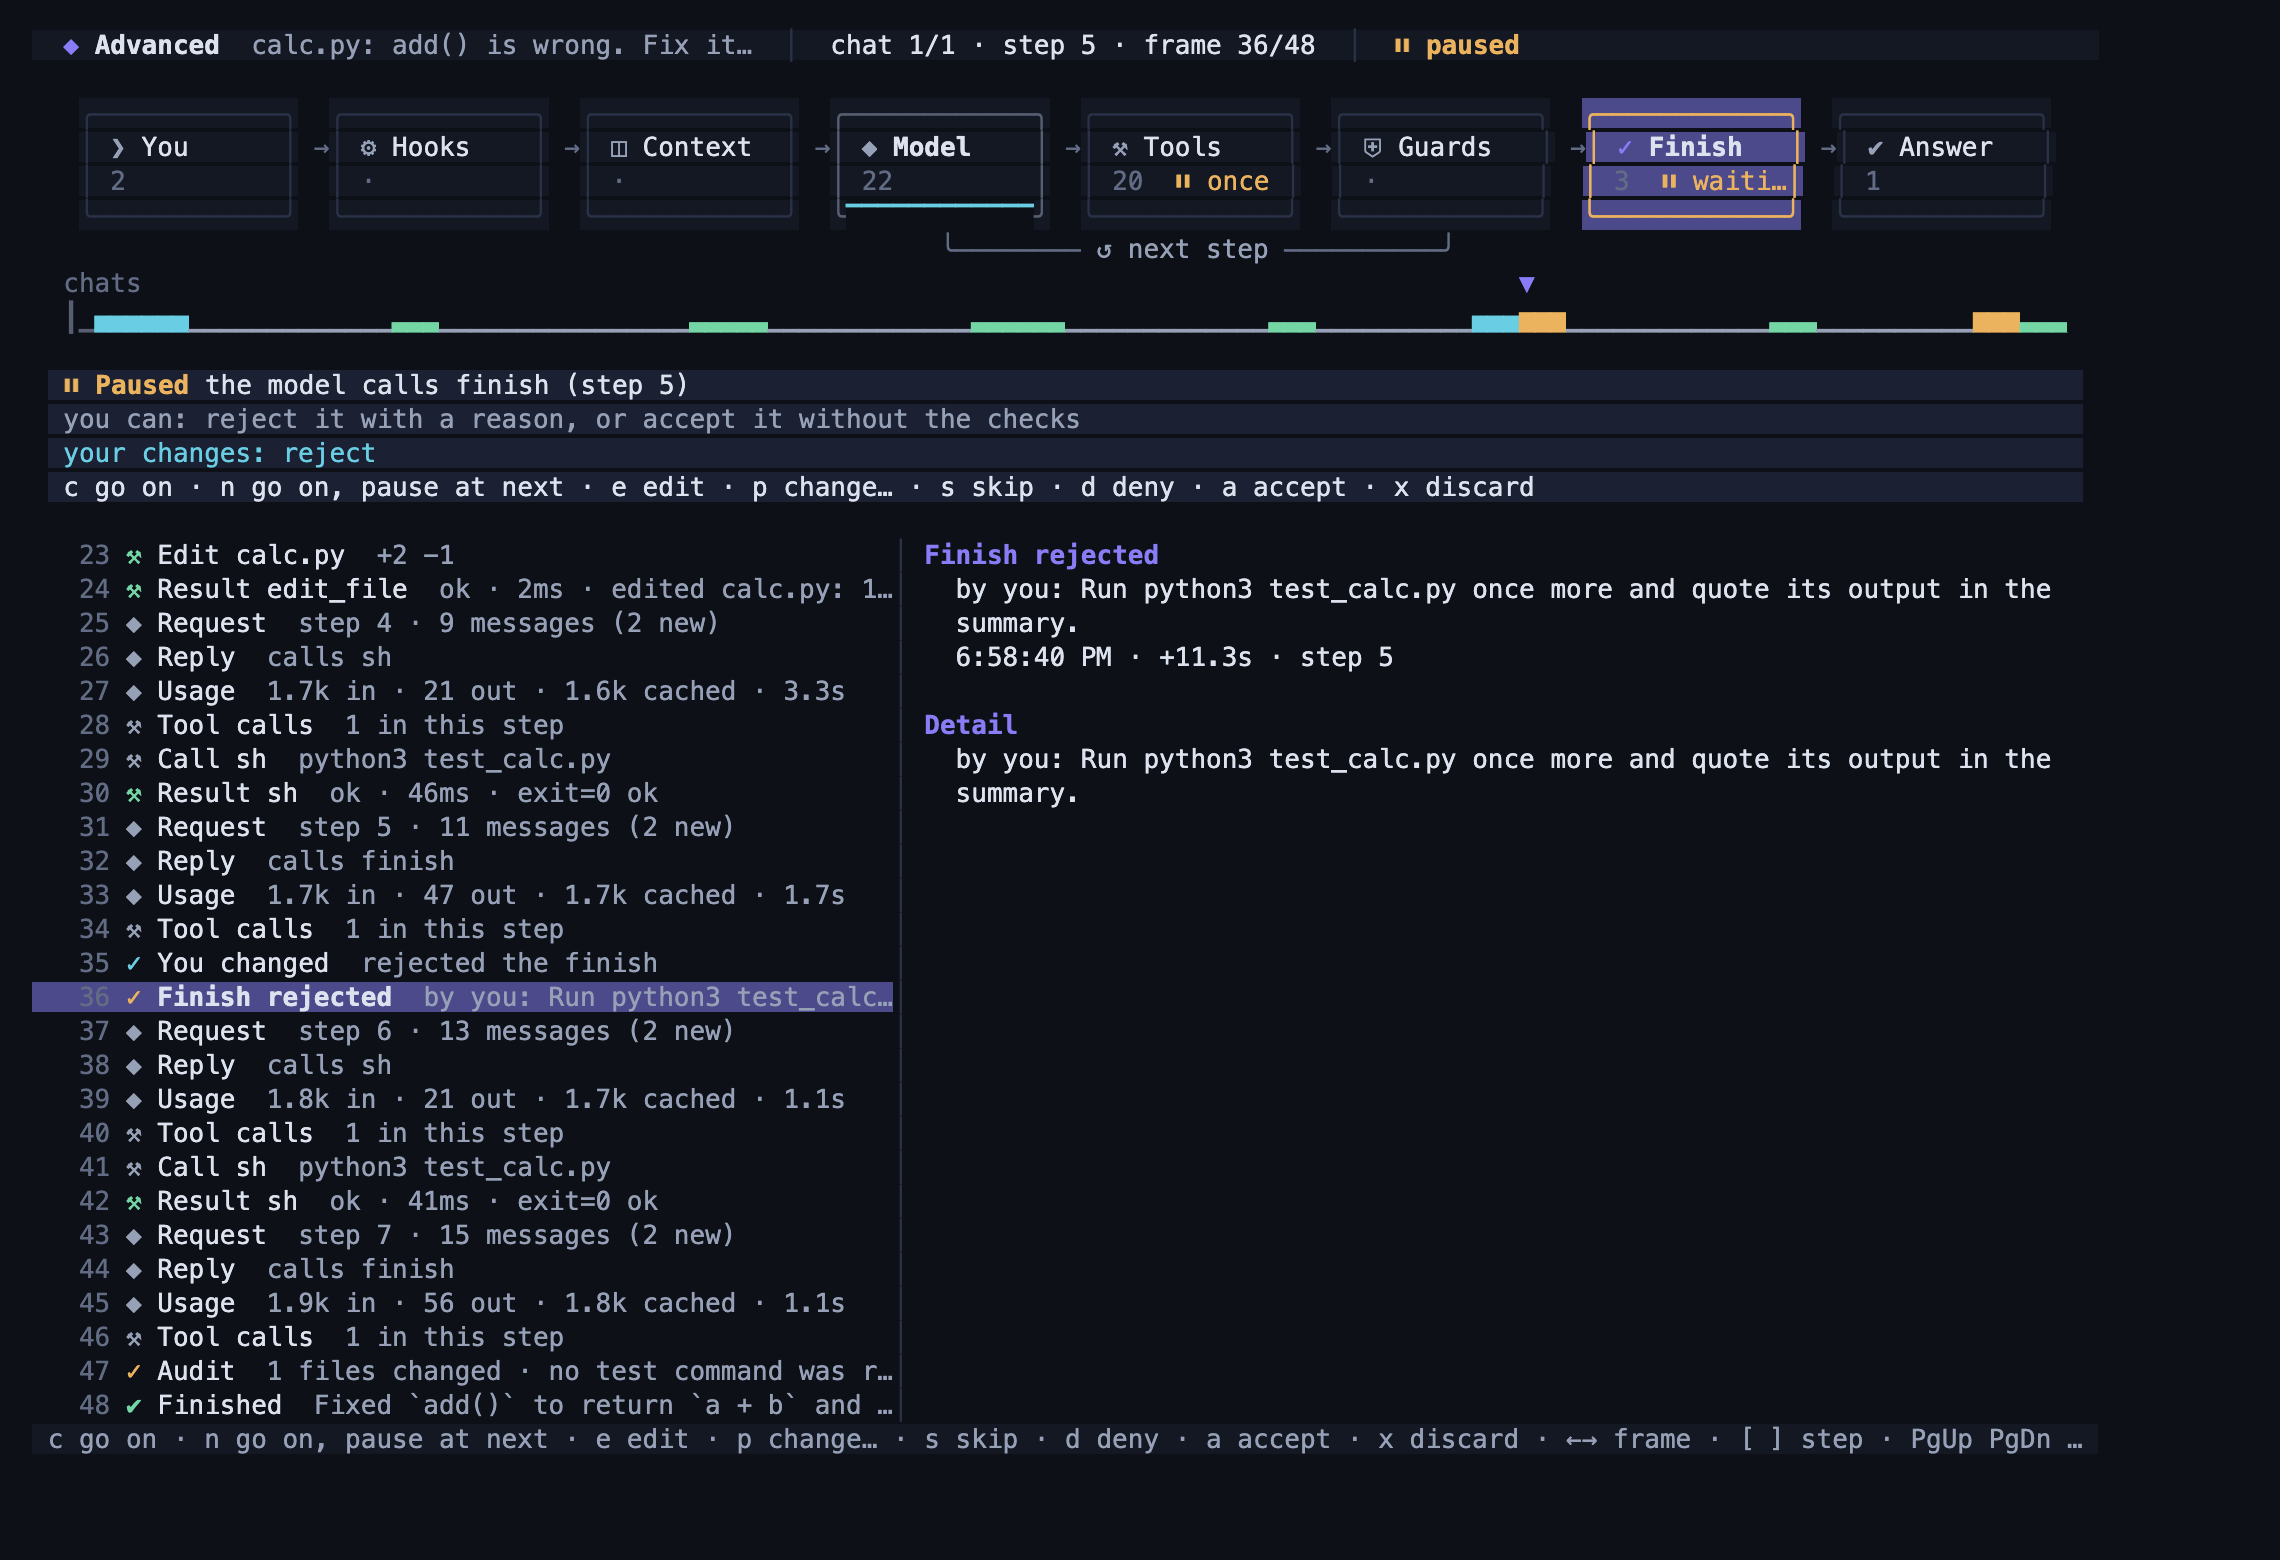 ◆ Advanced calc.py: add() is wrong. Fix it… │ chat 1/1 · step 5 · frame 36/48 │ ⏸ paused
❯ You → ⚙ Hooks → ◫ Context → ◆ Model → ⚒ Tools → ⛨ Guards → ✓ Finish → ✔ Answer
2 · · 22 20 ⏸ once · 3 ⏸ waiti… 1
↺ next step
chats
⏸ Paused the model calls finish (step 5)
you can: reject it with a reason, or accept it without the checks
your changes: reject
c go on · n go on, pause at next · e edit · p change… · s skip · d deny · a accept · x discard
23 ⚒ Edit calc.py +2 −1
24 ⚒ Result edit_file ok · 2ms · edited calc.py: 1…
25 ◆ Request step 4 · 9 messages (2 new)
26 ◆ Reply calls sh
27 ◆ Usage 1.7k in · 21 out · 1.6k cached · 3.3s
28 ⚒ Tool calls 1 in this step
29 ⚒ Call sh python3 test_calc.py
30 ⚒ Result sh ok · 46ms · exit=0 ok
31 ◆ Request step 5 · 11 messages (2 new)
32 ◆ Reply calls finish
33 ◆ Usage 1.7k in · 47 out · 1.7k cached · 1.7s
34 ⚒ Tool calls 1 in this step
35 ✓ You changed rejected the finish
36 ✓ Finish rejected by you: Run python3 test_calc…
37 ◆ Request step 6 · 13 messages (2 new)
38 ◆ Reply calls sh
39 ◆ Usage 1.8k in · 21 out · 1.7k cached · 1.1s
40 ⚒ Tool calls 1 in this step
41 ⚒ Call sh python3 test_calc.py
42 ⚒ Result sh ok · 41ms · exit=0 ok
43 ◆ Request step 7 · 15 messages (2 new)
44 ◆ Reply calls finish
45 ◆ Usage 1.9k in · 56 out · 1.8k cached · 1.1s
46 ⚒ Tool calls 1 in this step
47 ✓ Audit 1 files changed · no test command was r…
48 ✔ Finished Fixed `add()` to return `a + b` and …
Finish rejected
by you: Run python3 test_calc.py once more and quote its output in the
summary.
6:58:40 PM · +11.3s · step 5
Detail
by you: Run python3 test_calc.py once more and quote its output in the
summary.
c go on · n go on, pause at next · e edit · p change… · s skip · d deny · a accept · x discard · ←→ frame · [ ] step · PgUp PgDn …